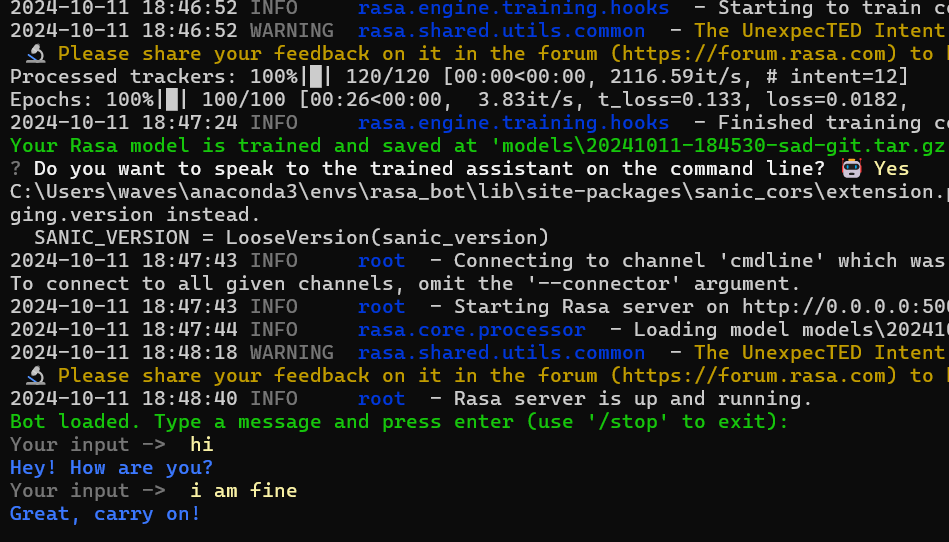 2024-10-11 18:46:52 INFO     rasa.engine.training.hooks  - Starting to train
2024-10-11 18:46:52 WARNING  rasa.shared.utils.common  - The UnexpecTED Intent
Please share your feedback on it in the forum (https://forum.rasa.com) to
Processed trackers: 100%|█| 120/120 [00:00<00:00, 2116.59it/s, # intent=12]
Epochs: 100%|█| 100/100 [00:26<00:00,  3.83it/s, t_loss=0.133, loss=0.0182,
2024-10-11 18:47:24 INFO     rasa.engine.training.hooks  - Finished training
Your Rasa model is trained and saved at 'models\20241011-184530-sad-git.tar.gz
? Do you want to speak to the trained assistant on the command line? 🤖 Yes
C:\Users\waves\anaconda3\envs\rasa_bot\lib\site-packages\sanic_cors\extension.
ging.version instead.
  SANIC_VERSION = LooseVersion(sanic_version)
2024-10-11 18:47:43 INFO     root  - Connecting to channel 'cmdline' which was
To connect to all given channels, omit the '--connector' argument.
2024-10-11 18:47:43 INFO     root  - Starting Rasa server on http://0.0.0.0:500
2024-10-11 18:47:44 INFO     rasa.core.processor  - Loading model models\202410
2024-10-11 18:48:18 WARNING  rasa.shared.utils.common  - The UnexpecTED Intent
Please share your feedback on it in the forum (https://forum.rasa.com) to
2024-10-11 18:48:40 INFO     root  - Rasa server is up and running.
Bot loaded. Type a message and press enter (use '/stop' to exit):
Your input ->  hi
Hey! How are you?
Your input ->  i am fine
Great, carry on!